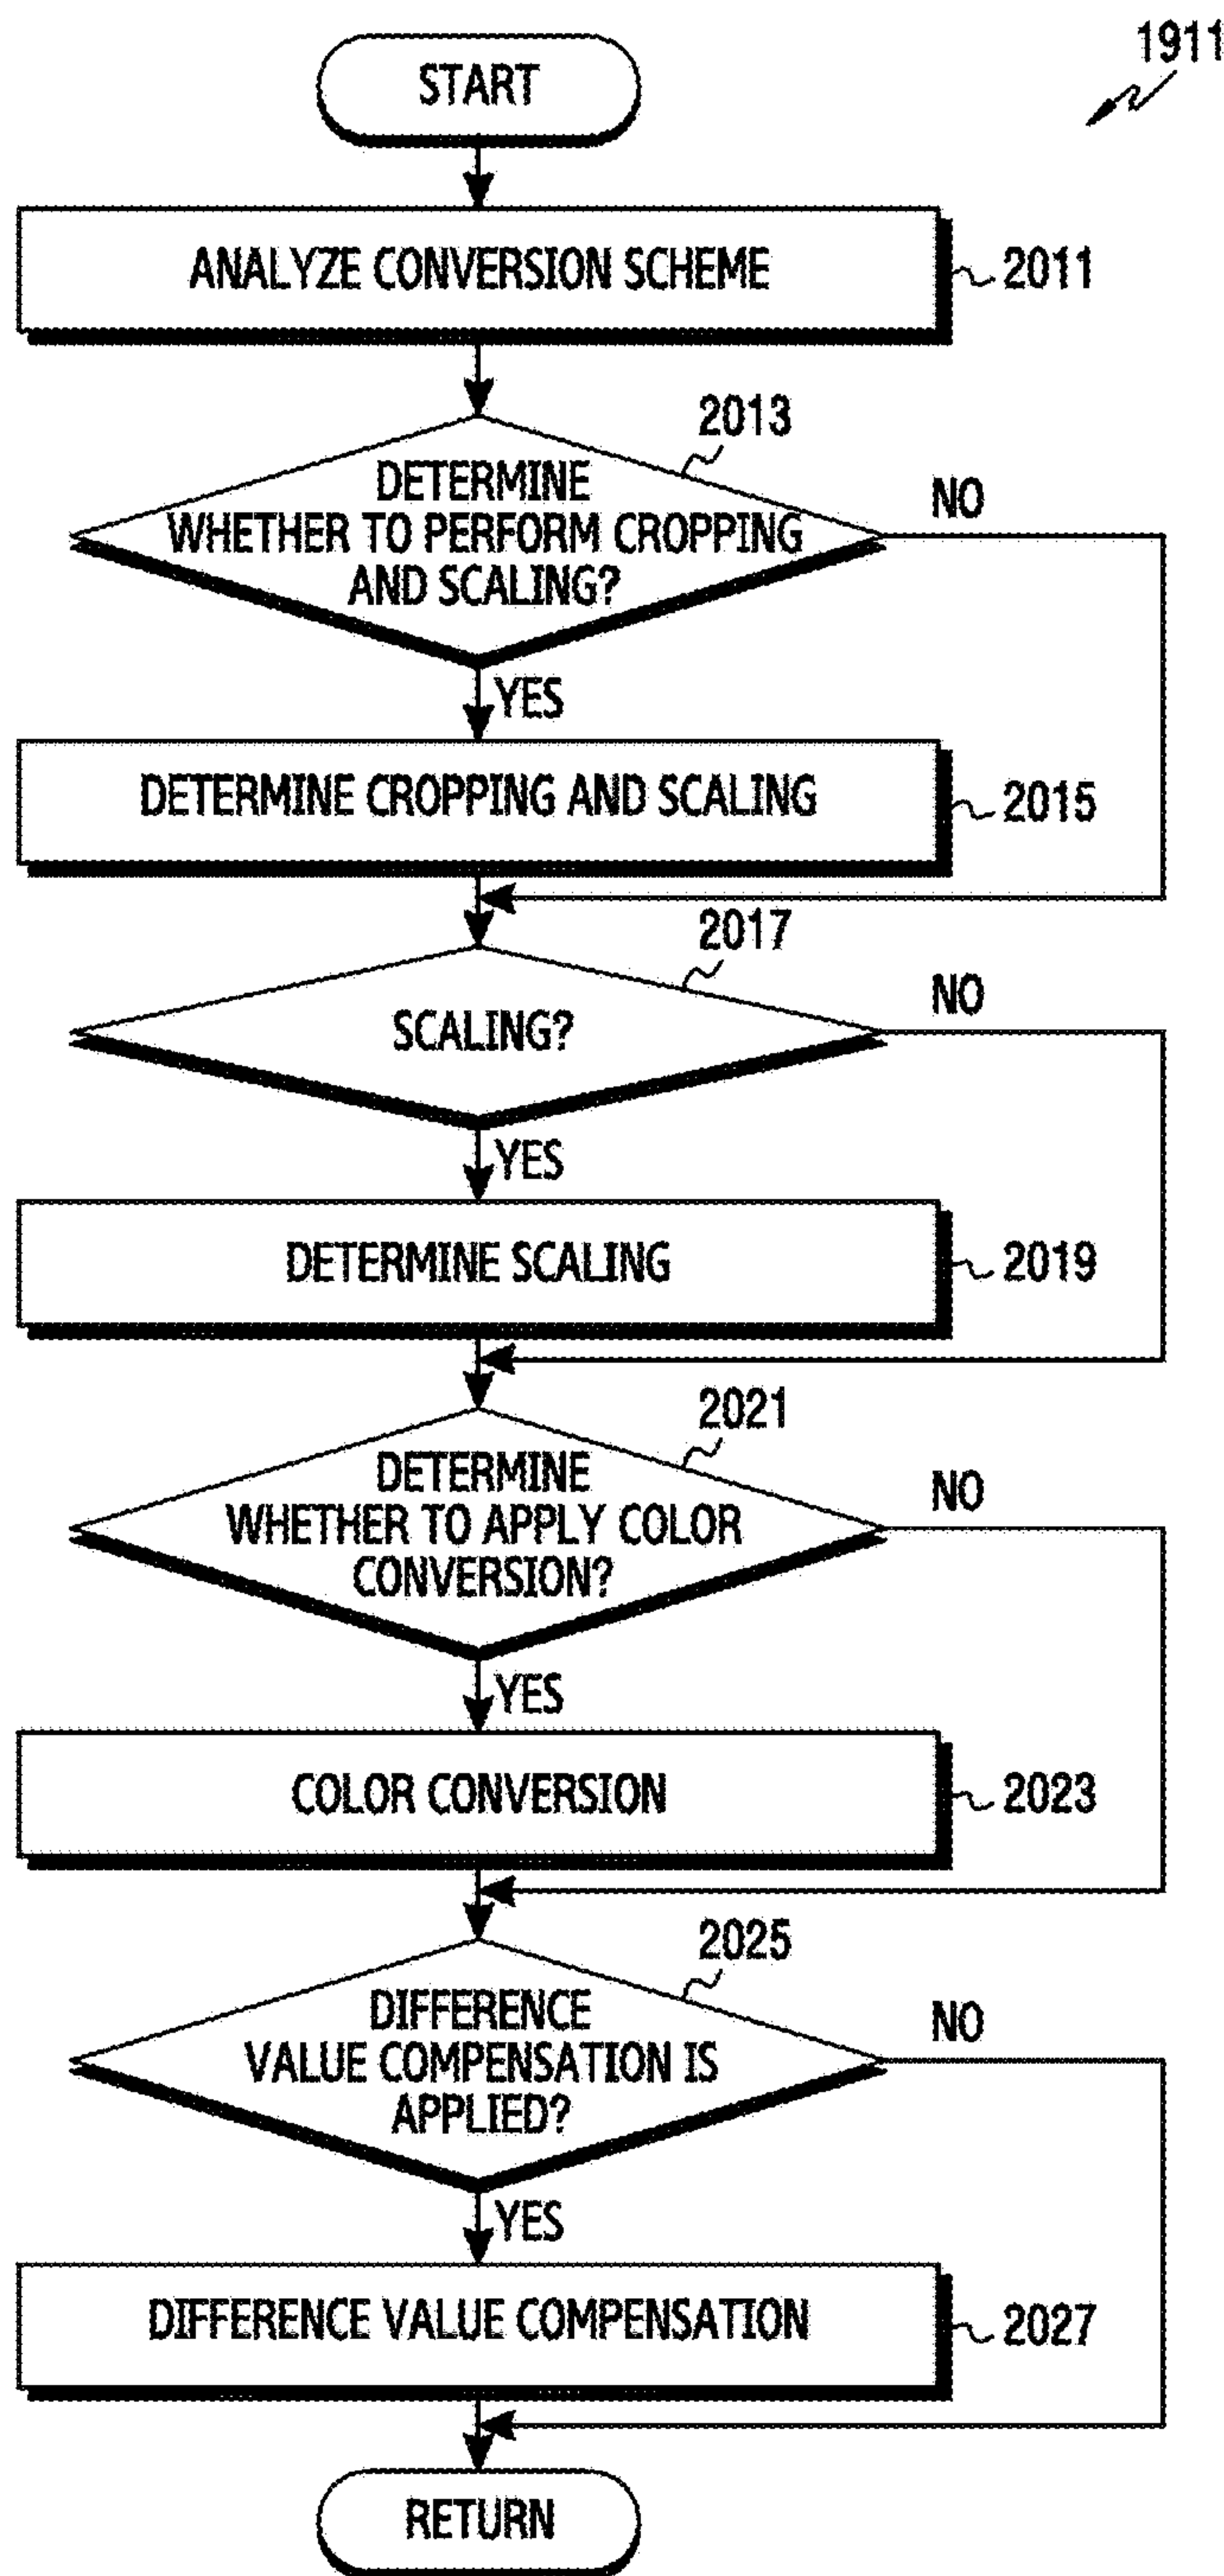 1911
START
ANALYZE CONVERSION SCHEME
2011
2013
DETERMINE
WHETHER TO PERFORM CROPPING
AND SCALING?
NO
YES
DETERMINE CROPPING AND SCALING
2015
2017
SCALING?
NO
YES
DETERMINE SCALING
2019
2021
DETERMINE
WHETHER TO APPLY COLOR
CONVERSION?
NO
YES
COLOR CONVERSION
2023
2025
DIFFERENCE
VALUE COMPENSATION IS
APPLIED?
NO
YES
DIFFERENCE VALUE COMPENSATION
2027
RETURN